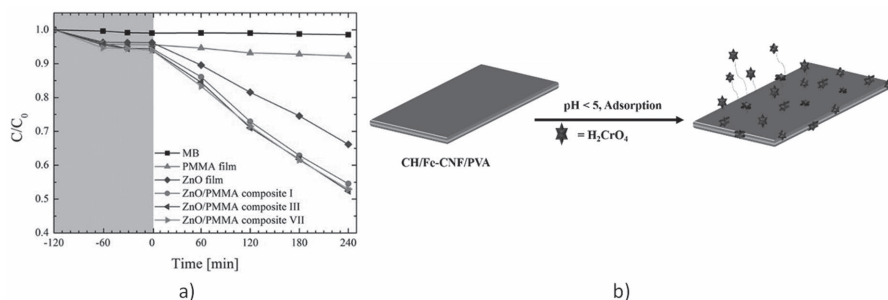 1.0
0.9
0.8
0.7
0.6
0.5
0.4
C/C0
MB
PMMA film
ZnO film
ZnO/PMMA composite I
ZnO/PMMA composite III
ZnO/PMMA composite VII
-120 -60 0 60 120 180 240
Time [min]
a)
CH/Fe-CNF/PVA
pH < 5, Adsorption
= H2CrO4
b)